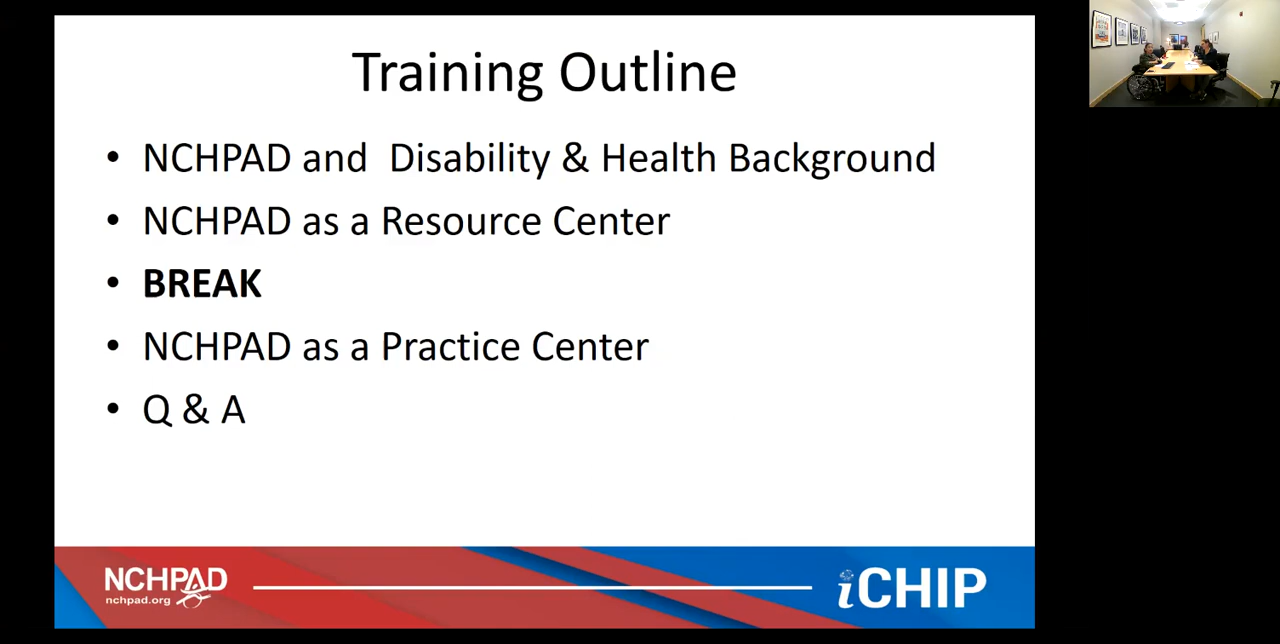 Training Outline
• NCHPAD and  Disability & Health Background
• NCHPAD as a Resource Center
• BREAK
• NCHPAD as a Practice Center
• Q & A
NCHPAD
nchpad.org
iCHIP